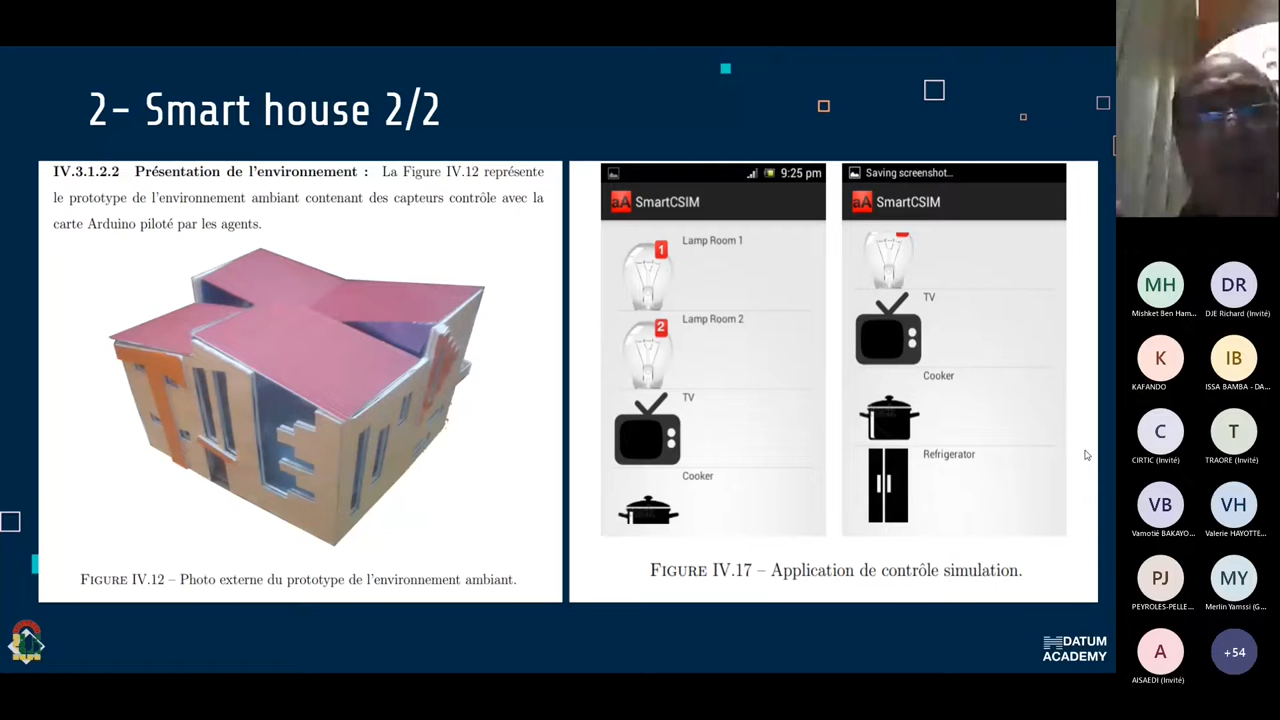 2- Smart house 2/2
IV.3.1.2.2 Présentation de l'environnement : La Figure IV.12 représente
le prototype de l'environnement ambiant contenant des capteurs contrôle avec la
carte Arduino piloté par les agents.
FIGURE IV.12 – Photo externe du prototype de l'environnement ambiant.
9:25 pm
aA SmartCSIM
1
Lamp Room 1
2
Lamp Room 2
TV
Cooker
Saving screenshot...
aA SmartCSIM
TV
Cooker
Refrigerator
FIGURE IV.17 – Application de contrôle simulation.
DATUM
ACADEMY
MH
Mishket Ben Ham...
DR
DJE Richard (Invité)
K
KAFANDO
IB
ISSA BAMBA - DA...
C
CIRTIC (Invité)
T
TRAORE (Invité)
VB
Vamotié BAKAYO...
VH
Valerie HAYOTTE...
PJ
PEYROLES-PELLE...
MY
Merlin Yamssi (G...
A
AISAEDI (Invité)
+54